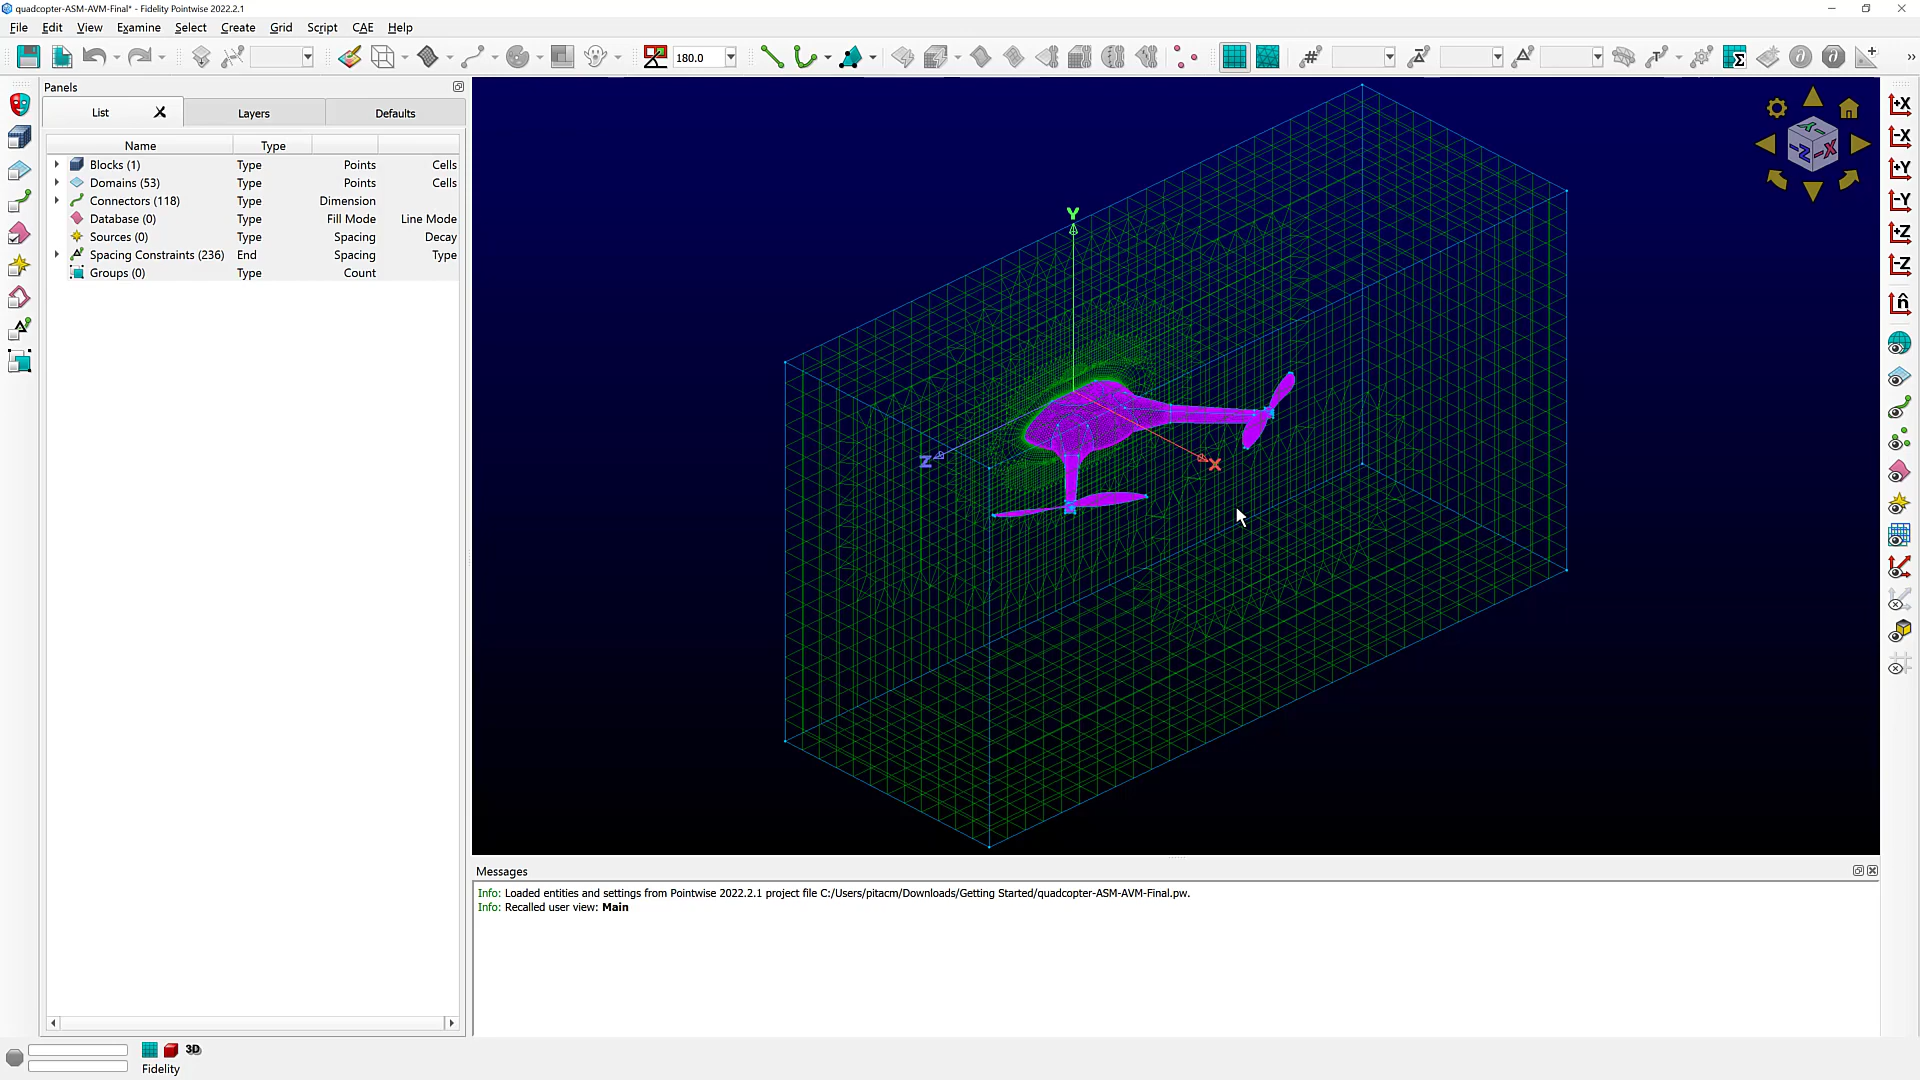 quadcopter-ASM-AVM-Final* - Fidelity Pointwise 2022.2.1
File Edit View Examine Select Create Grid Script CAE Help
180.0
Panels
List Layers Defaults
Name Type
Blocks (1) Type Points Cells
Domains (53) Type Points Cells
Connectors (118) Type Dimension
Database (0) Type Fill Mode Line Mode
Sources (0) Type Spacing Decay
Spacing Constraints (236) End Spacing Type
Groups (0) Type Count
Y
Z
X
Y-
-Z
-X
+X
-X
+Y
-Y
+Z
-Z
n̂
Messages
Info: Loaded entities and settings from Pointwise 2022.2.1 project file C:/Users/pitacm/Downloads/Getting Started/quadcopter-ASM-AVM-Final.pw.
Info: Recalled user view: Main
3D
Fidelity